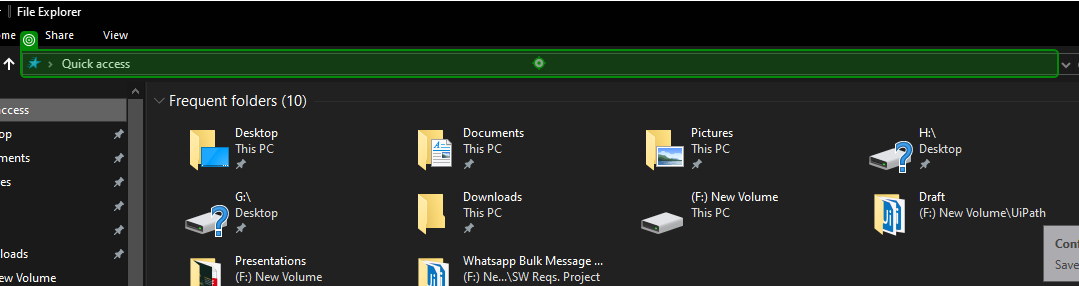 File Explorer
Share
View
Quick access
Frequent folders (10)
Desktop
This PC
Documents
This PC
Pictures
This PC
H:\
Desktop
G:\
Desktop
Downloads
This PC
(F:) New Volume
This PC
Draft
(F:) New Volume\UiPath
Presentations
(F:) New Volume
Whatsapp Bulk Message ...
(F:) Ne...\SW Reqs. Project
ome
access
op
ments
es
loads
ew Volume
Cont
Save